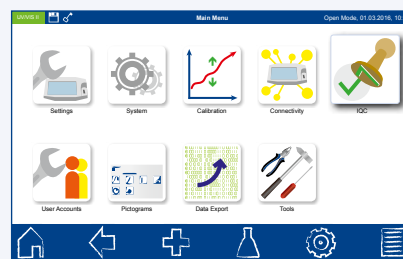 UV/VIS II Main Menu Open Mode, 01.03.2016, 10:
Settings System Calibration Connectivity IQC
User Accounts Pictograms Data Export Tools